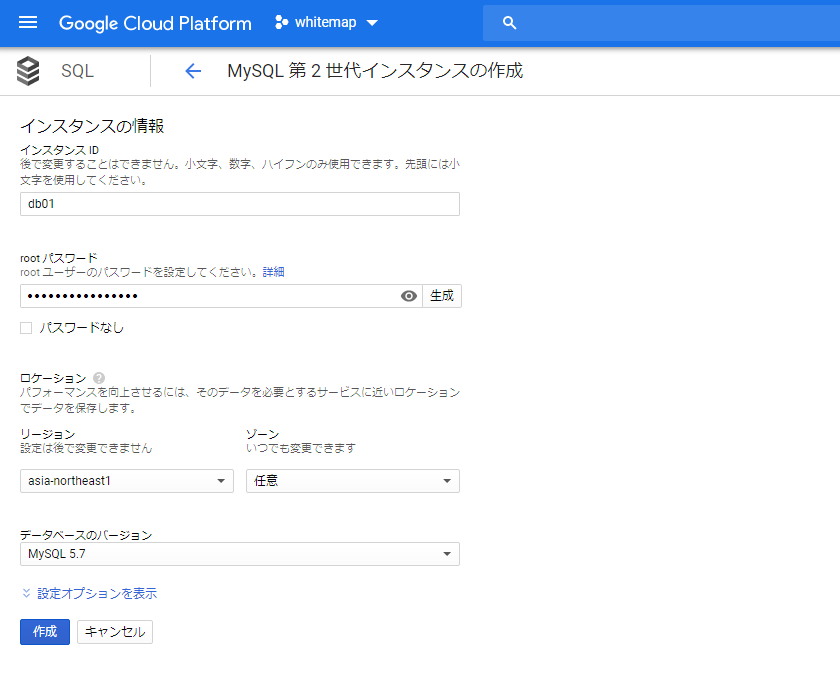 Google Cloud Platform whitemap
SQL MySQL 第 2 世代インスタンスの作成
インスタンスの情報
インスタンス ID
後で変更することはできません。小文字、数字、ハイフンのみ使用できます。先頭には小
文字を使用してください。
db01
root パスワード
root ユーザーのパスワードを設定してください。詳細
•••••••••••••••• 生成
パスワードなし
ロケーション ?
パフォーマンスを向上させるには、そのデータを必要とするサービスに近いロケーション
でデータを保存します。
リージョン ゾーン
設定は後で変更できません いつでも変更できます
asia-northeast1 任意
データベースのバージョン
MySQL 5.7
設定オプションを表示
作成 キャンセル